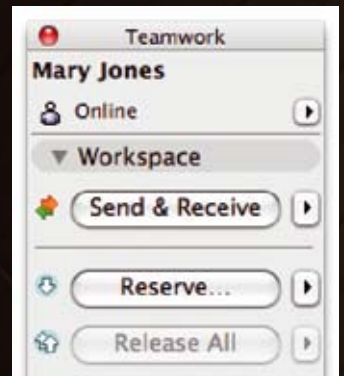 Teamwork
Mary Jones
Online
Workspace
Send & Receive
Reserve...
Release All